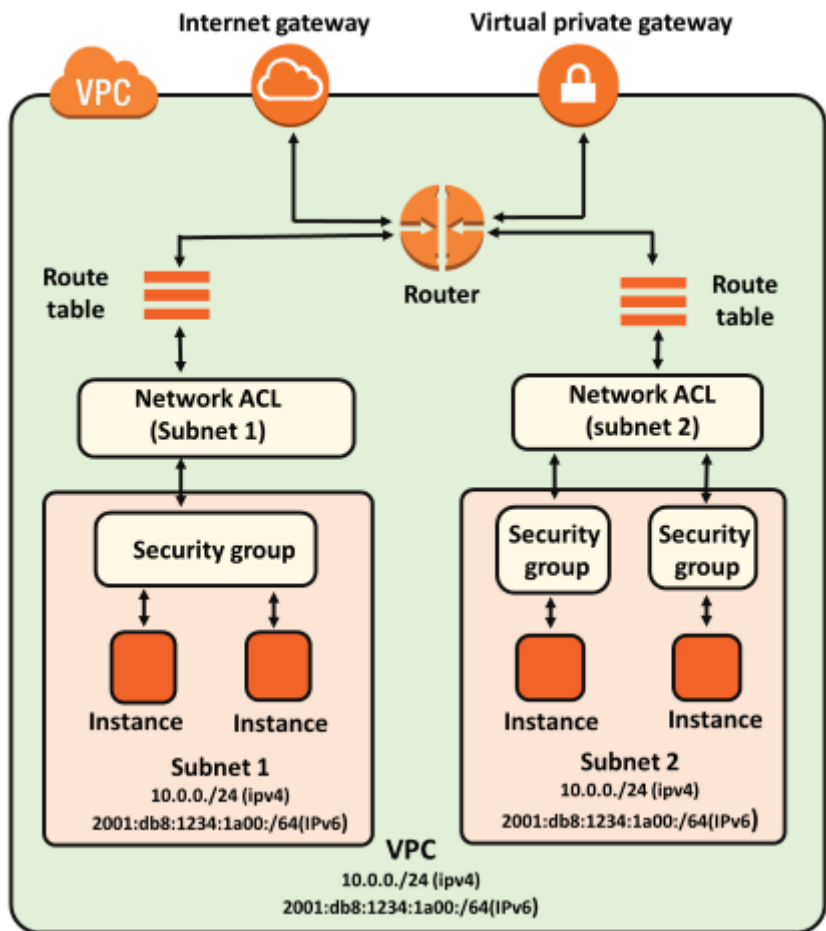 Internet gateway
Virtual private gateway
VPC
Router
Route
table
Route
table
Network ACL
(Subnet 1)
Network ACL
(subnet 2)
Security group
Security
group
Security
group
Instance
Instance
Instance
Instance
Subnet 1
10.0.0./24 (ipv4)
2001:db8:1234:1a00:/64(IPv6)
Subnet 2
10.0.0./24 (ipv4)
2001:db8:1234:1a00:/64(IPv6)
VPC
10.0.0./24 (ipv4)
2001:db8:1234:1a00:/64(IPv6)